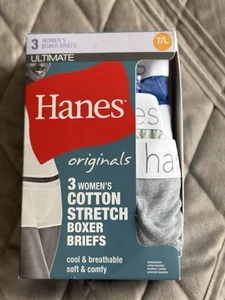 3 WOMEN'S
BOXER BRIEFS
7/L
ULTIMATE
Hanes
es
originals
ha
3 WOMEN'S
COTTON
STRETCH
BOXER
BRIEFS
cool & breathable
soft & comfy